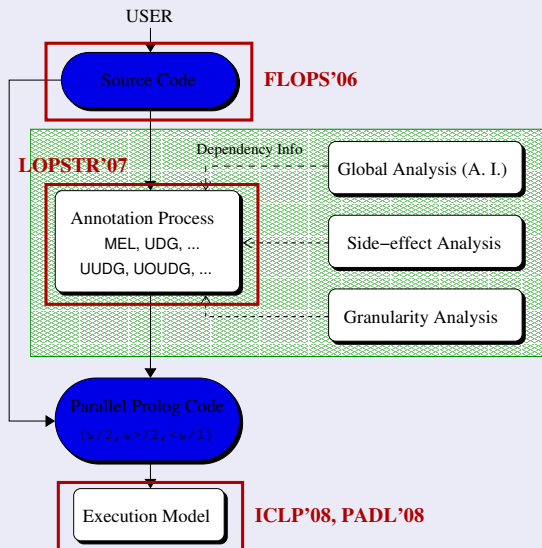 USER
Source Code
FLOPS'06
Dependency Info
LOPSTR'07
Global Analysis (A. I.)
Annotation Process
MEL, UDG, ...
UUDG, UOUDG, ...
Side−effect Analysis
Granularity Analysis
Parallel Prolog Code
(&/2,&>/2,<&/1)
Execution Model
ICLP'08, PADL'08